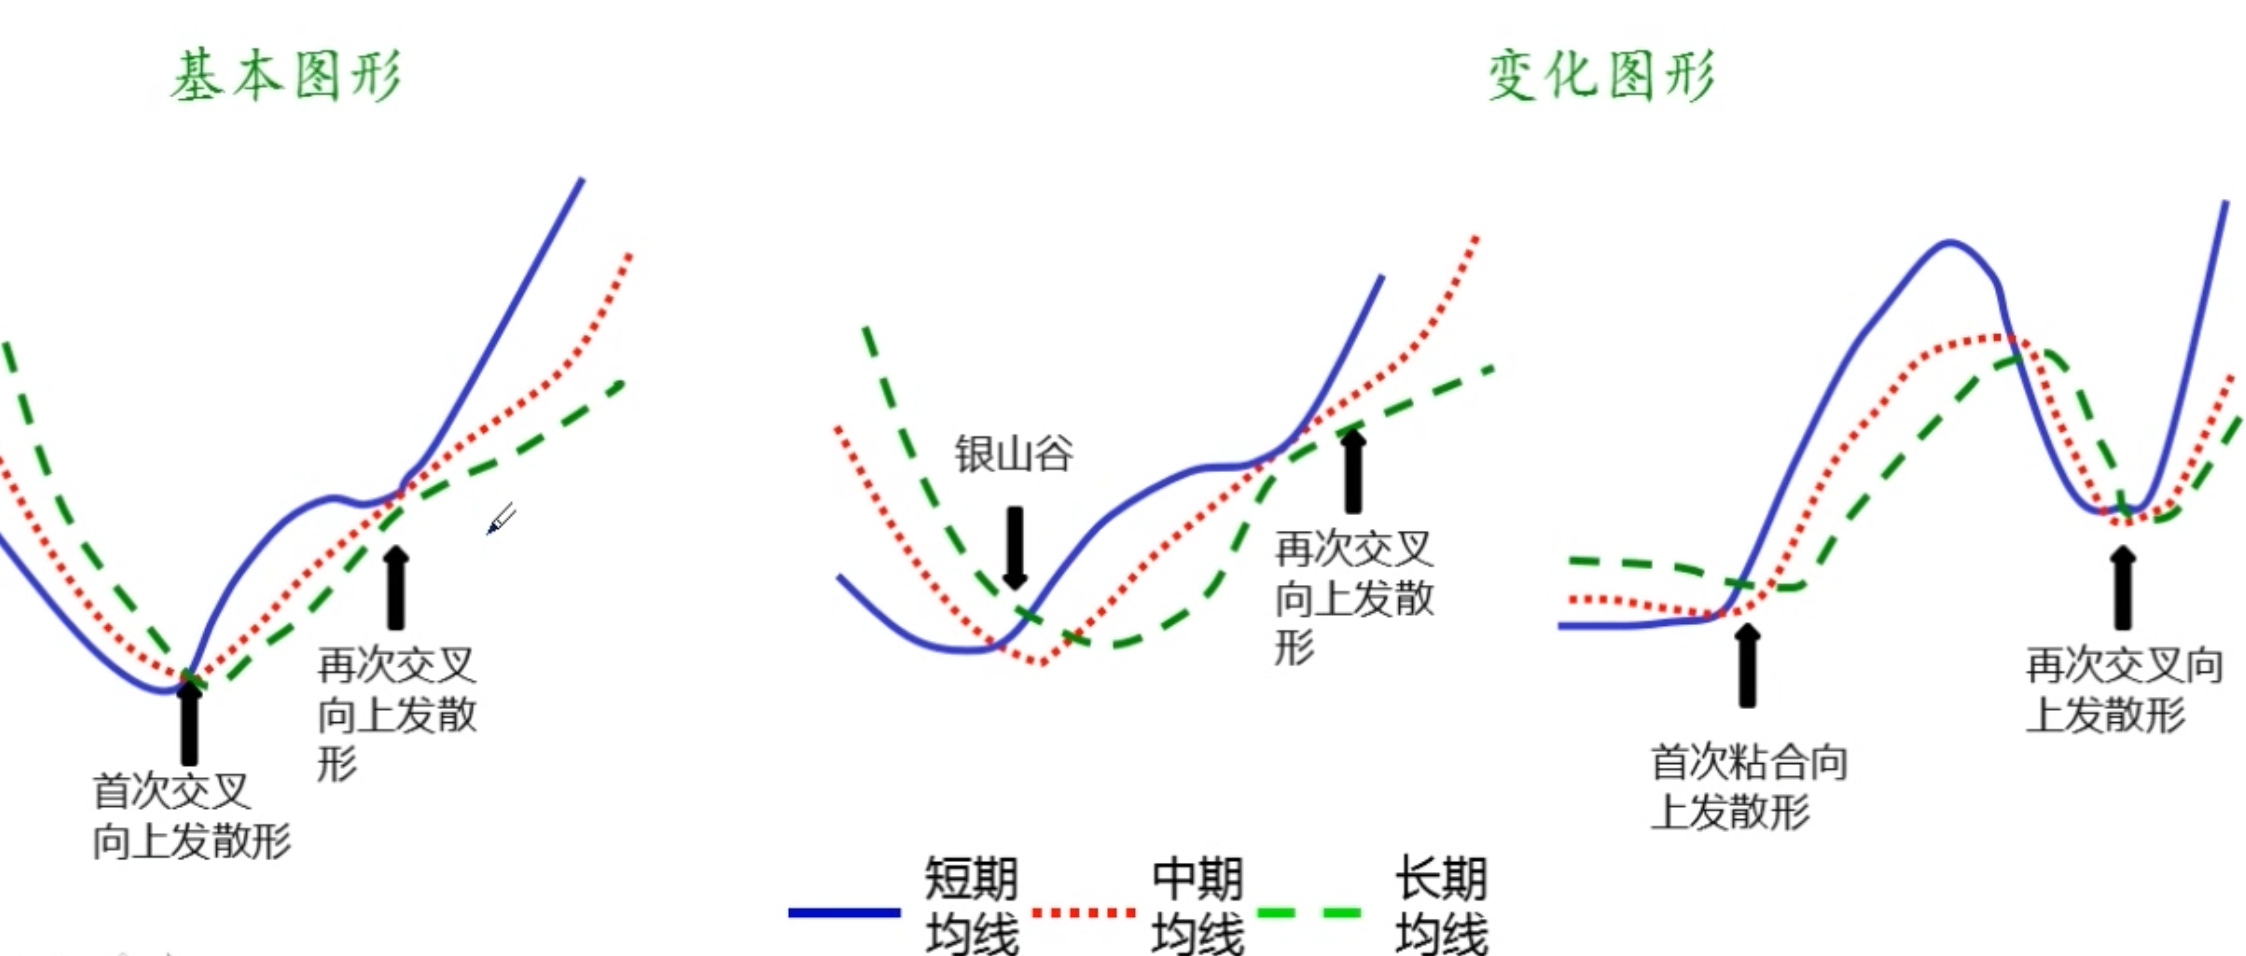 基本图形
变化图形
首次交叉
向上发散形
再次交叉
向上发散
形
银山谷
再次交叉
向上发散
形
首次粘合向
上发散形
再次交叉向
上发散形
短期
均线
中期
均线
长期
均线